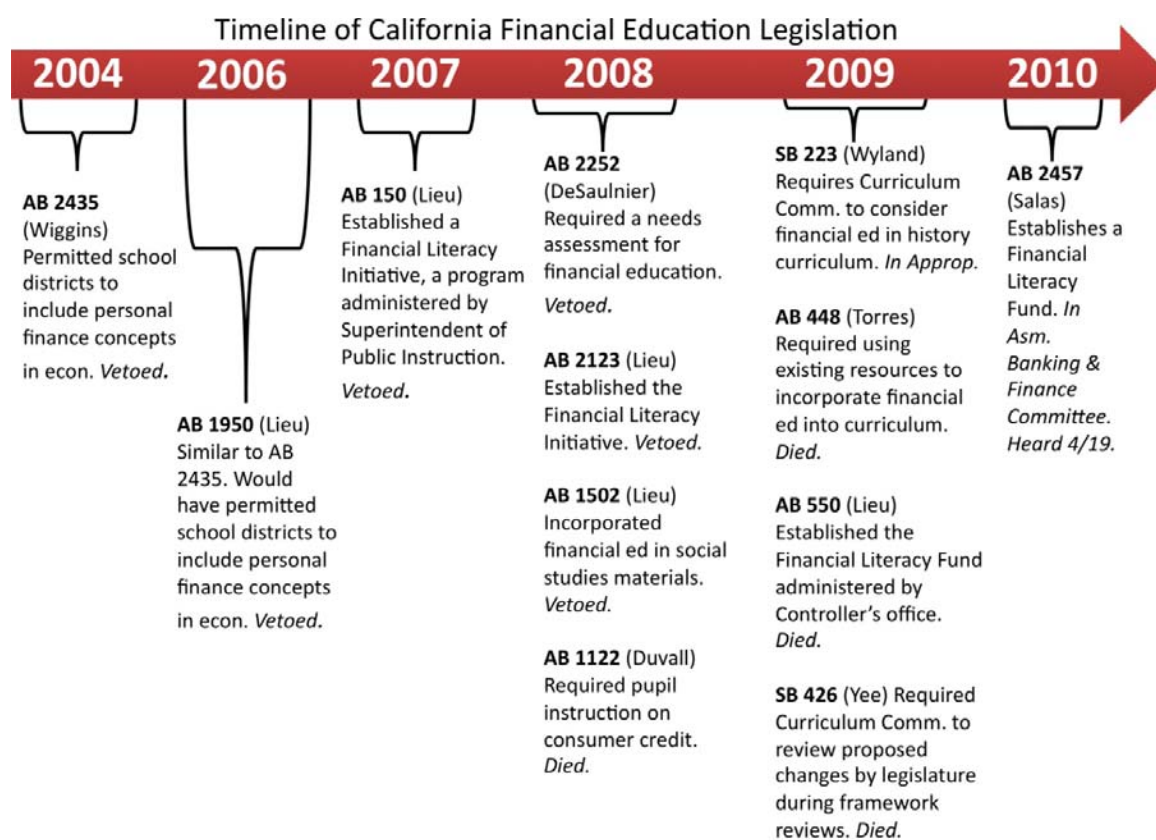 Timeline of California Financial Education Legislation
2004
2006
2007
2008
2009
2010
AB 2435
(Wiggins)
Permitted school
districts to
include personal
finance concepts
in econ. Vetoed.
AB 1950 (Lieu)
Similar to AB
2435. Would
have permitted
school districts to
include personal
finance concepts
in econ. Vetoed.
AB 150 (Lieu)
Established a
Financial Literacy
Initiative, a program
administered by
Superintendent of
Public Instruction.
Vetoed.
AB 2252
(DeSaulnier)
Required a needs
assessment for
financial education.
Vetoed.
AB 2123 (Lieu)
Established the
Financial Literacy
Initiative. Vetoed.
AB 1502 (Lieu)
Incorporated
financial ed in social
studies materials.
Vetoed.
AB 1122 (Duvall)
Required pupil
instruction on
consumer credit.
Died.
SB 223 (Wyland)
Requires Curriculum
Comm. to consider
financial ed in history
curriculum. In Approp.
AB 448 (Torres)
Required using
existing resources to
incorporate financial
ed into curriculum.
Died.
AB 550 (Lieu)
Established the
Financial Literacy Fund
administered by
Controller's office.
Died.
SB 426 (Yee) Required
Curriculum Comm. to
review proposed
changes by legislature
during framework
reviews. Died.
AB 2457
(Salas)
Establishes a
Financial
Literacy
Fund. In
Asm.
Banking &
Finance
Committee.
Heard 4/19.